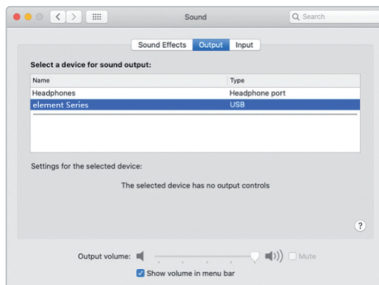 Sound
Search
Sound Effects Output Input
Select a device for sound output:
Name Type
Headphones Headphone port
element Series USB
Settings for the selected device:
The selected device has no output controls
?
Output volume: Mute
Show volume in menu bar